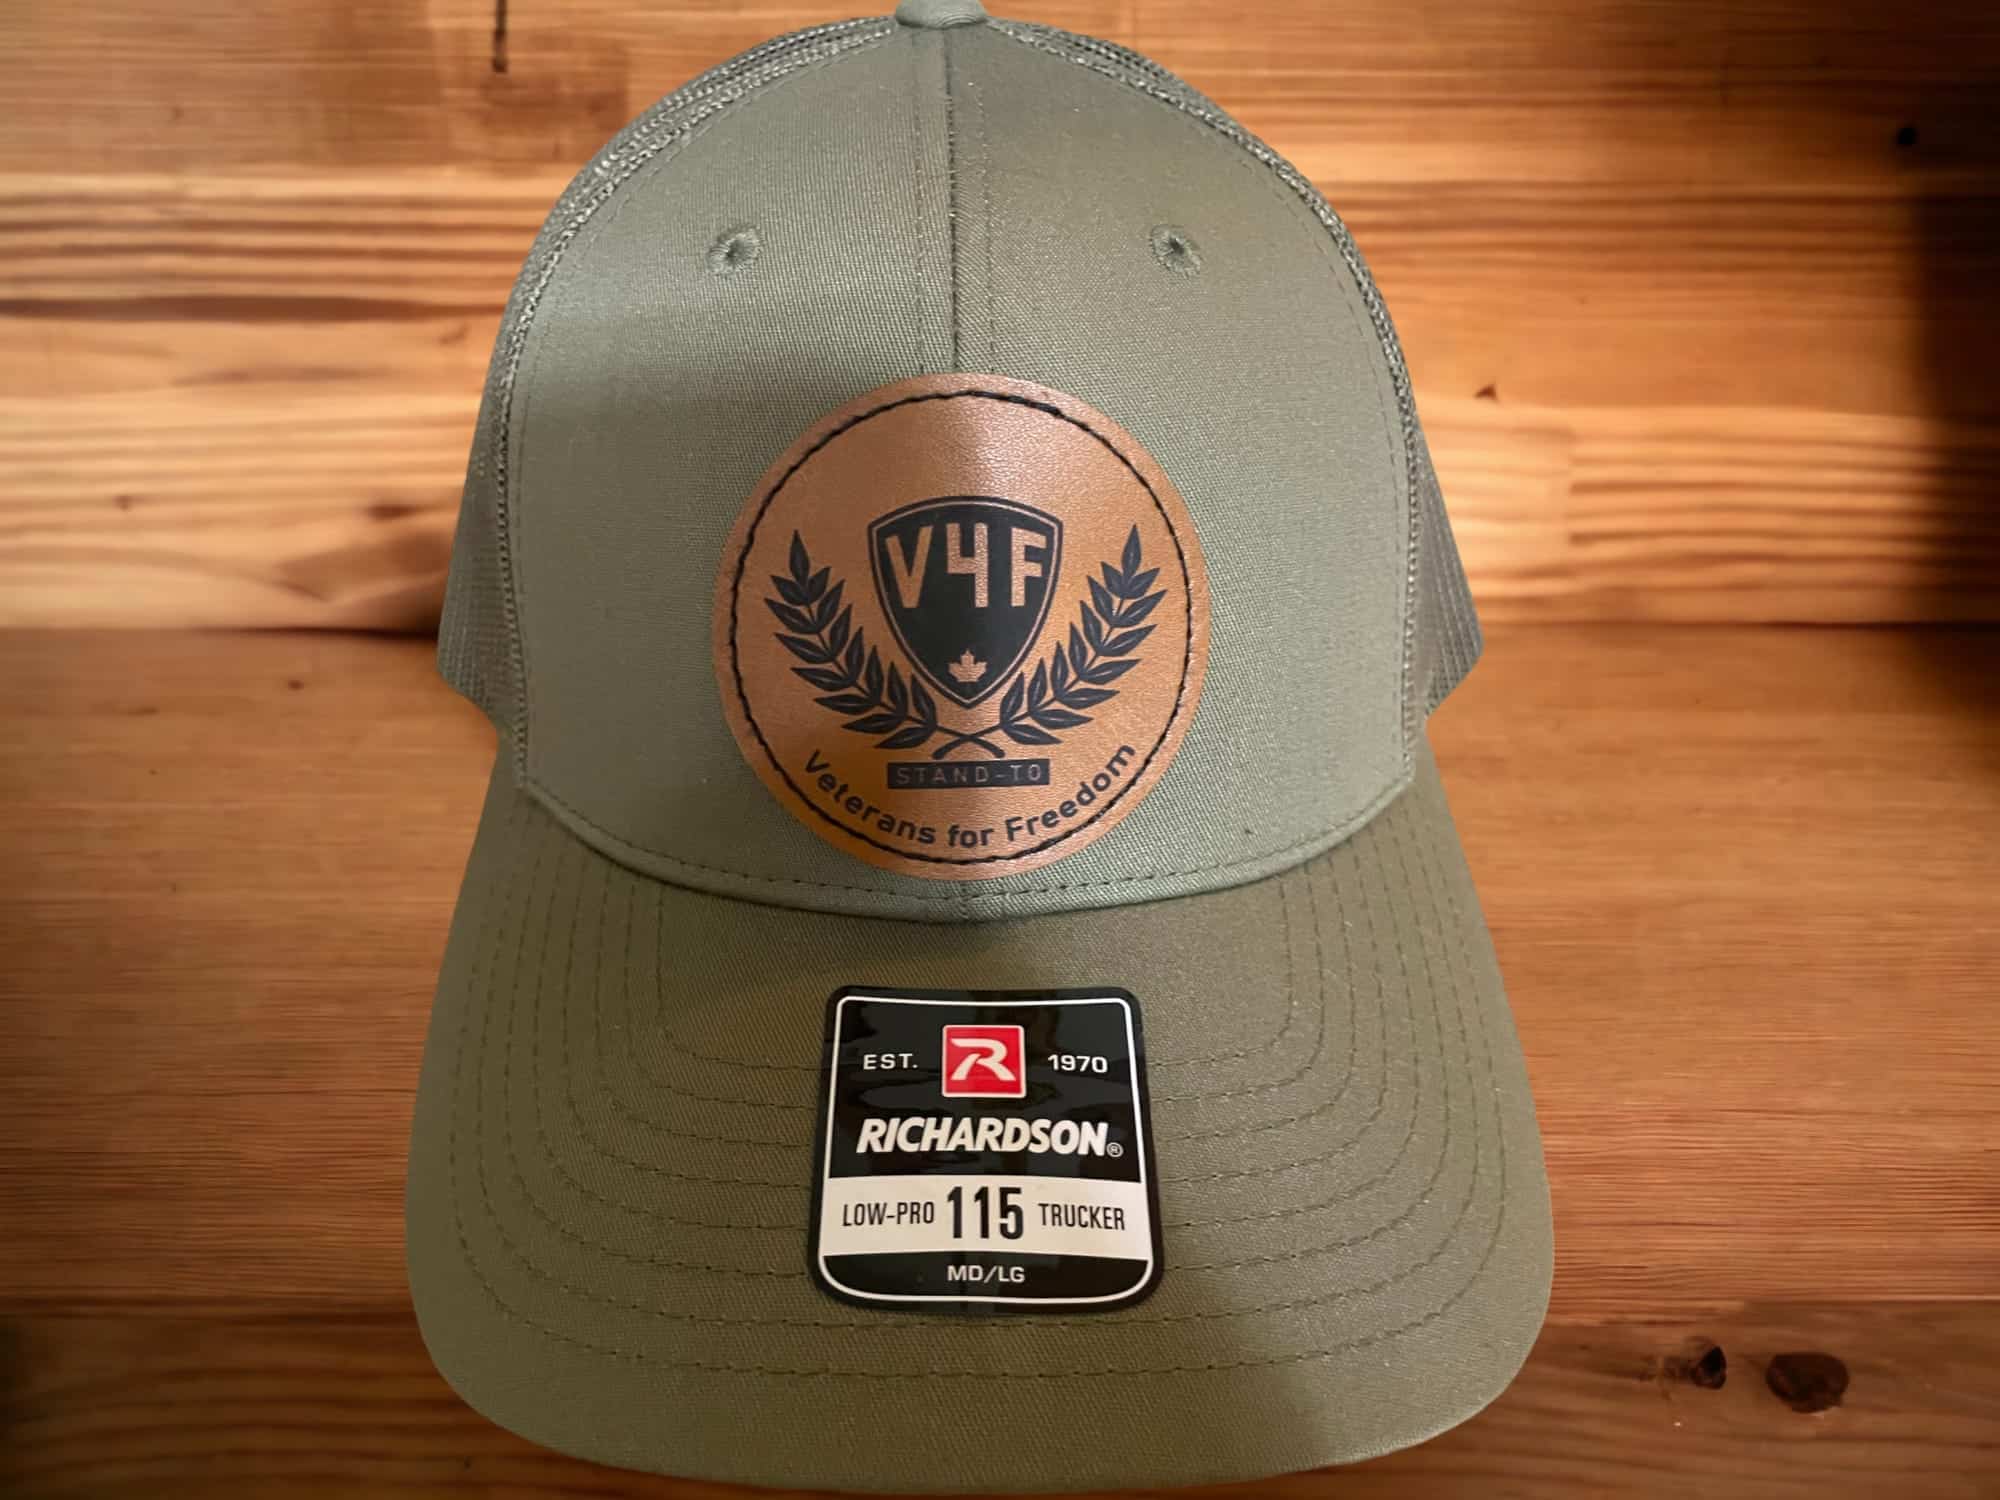 V4F
STAND-TO
Veterans for Freedom
EST. R 1970
RICHARDSON®
LOW-PRO 115 TRUCKER
MD/LG